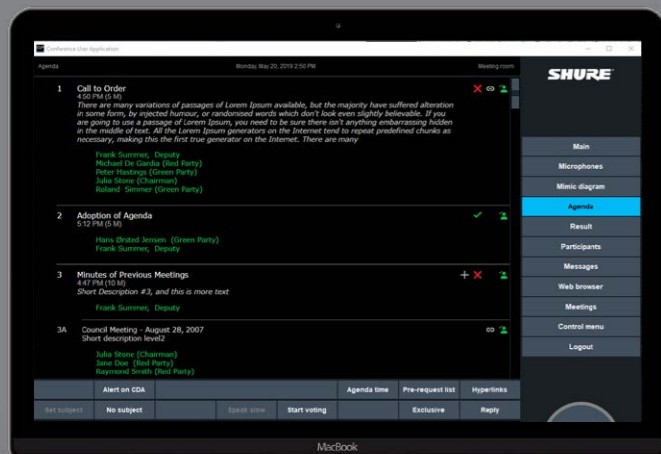 Conference User Application
Agenda
Monday, May 20, 2019 2:50 PM
Meeting room
SHURE
1 Call to Order
4:50 PM (5 M)
There are many variations of passages of Lorem Ipsum available, but the majority have suffered alteration
in some form, by injected humour, or randomised words which don't look even slightly believable. If you
are going to use a passage of Lorem Ipsum, you need to be sure there isn't anything embarrassing hidden
in the middle of text. All the Lorem Ipsum generators on the Internet tend to repeat predefined chunks as
necessary, making this the first true generator on the Internet. There are many
Frank Summer, Deputy
Michael De Gardia (Red Party)
Peter Hastings (Green Party)
Julia Stone (Chairman)
Roland Simmer (Green Party)
2 Adoption of Agenda
5:12 PM (5 M)
Hans Ørsted Jensen (Green Party)
Frank Summer, Deputy
3 Minutes of Previous Meetings
4:47 PM (10 M)
Short Description #3, and this is more text
Frank Summer, Deputy
3A Council Meeting - August 28, 2007
Short description level2
Julia Stone (Chairman)
Jane Doe (Red Party)
Raymond Smith (Red Party)
Main
Microphones
Mimic diagram
Agenda
Result
Participants
Messages
Web browser
Meetings
Control menu
Logout
Alert on CDA
Agenda time
Pre-request list
Hyperlinks
Set subject
No subject
Speak slow
Start voting
Exclusive
Reply
MacBook